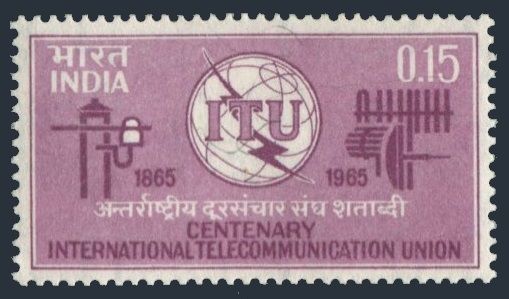 भारत
INDIA
0.15
ITU
1865
1965
अन्तर्राष्ट्रीय दूरसंचार संघ शताब्दी
CENTENARY
INTERNATIONAL TELECOMMUNICATION UNION